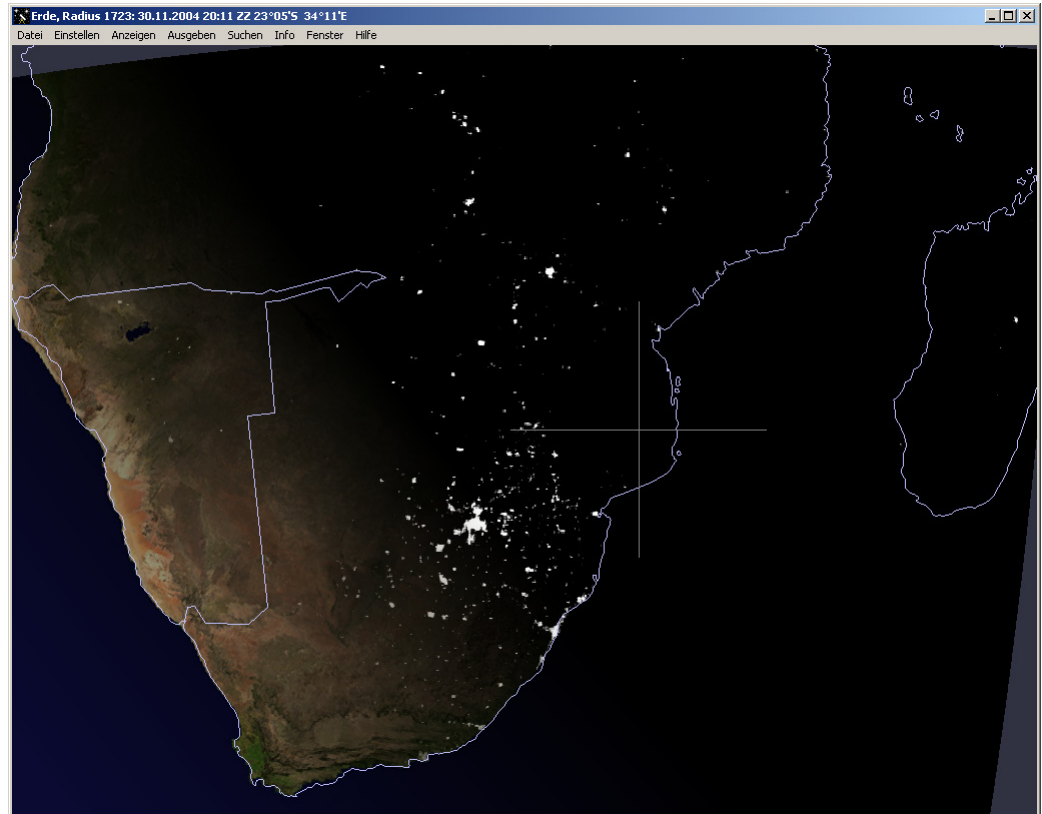 Erde, Radius 1723: 30.11.2004 20:11 ZZ 23°05'S 34°11'E
Datei Einstellen Anzeigen Ausgeben Suchen Info Fenster Hilfe